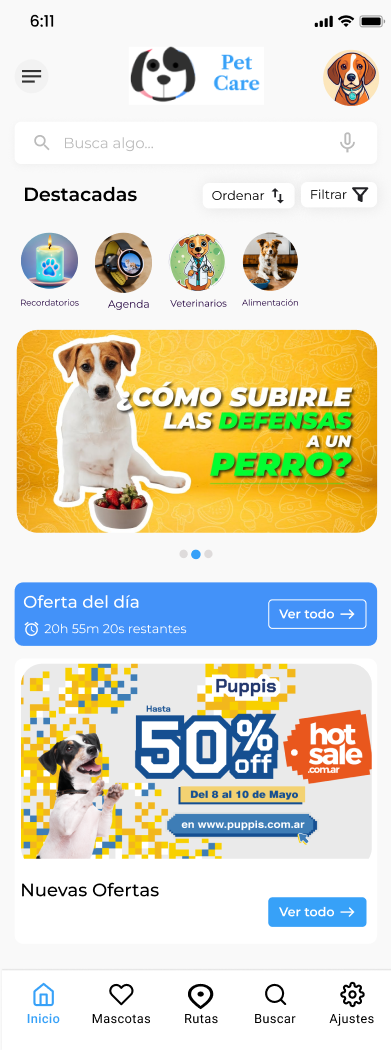 6:11
Pet
Care
Busca algo...
Destacadas
Ordenar
Filtrar
Recordatorios
Agenda
Veterinarios
Alimentación
¿CÓMO SUBIRLE
LAS DEFENSAS
A UN
PERRO?
Oferta del día
20h 55m 20s restantes
Ver todo
Puppis
Hasta
50%
off
hot
sale
.com.ar
Del 8 al 10 de Mayo
en www.puppis.com.ar
Nuevas Ofertas
Ver todo
Inicio
Mascotas
Rutas
Buscar
Ajustes